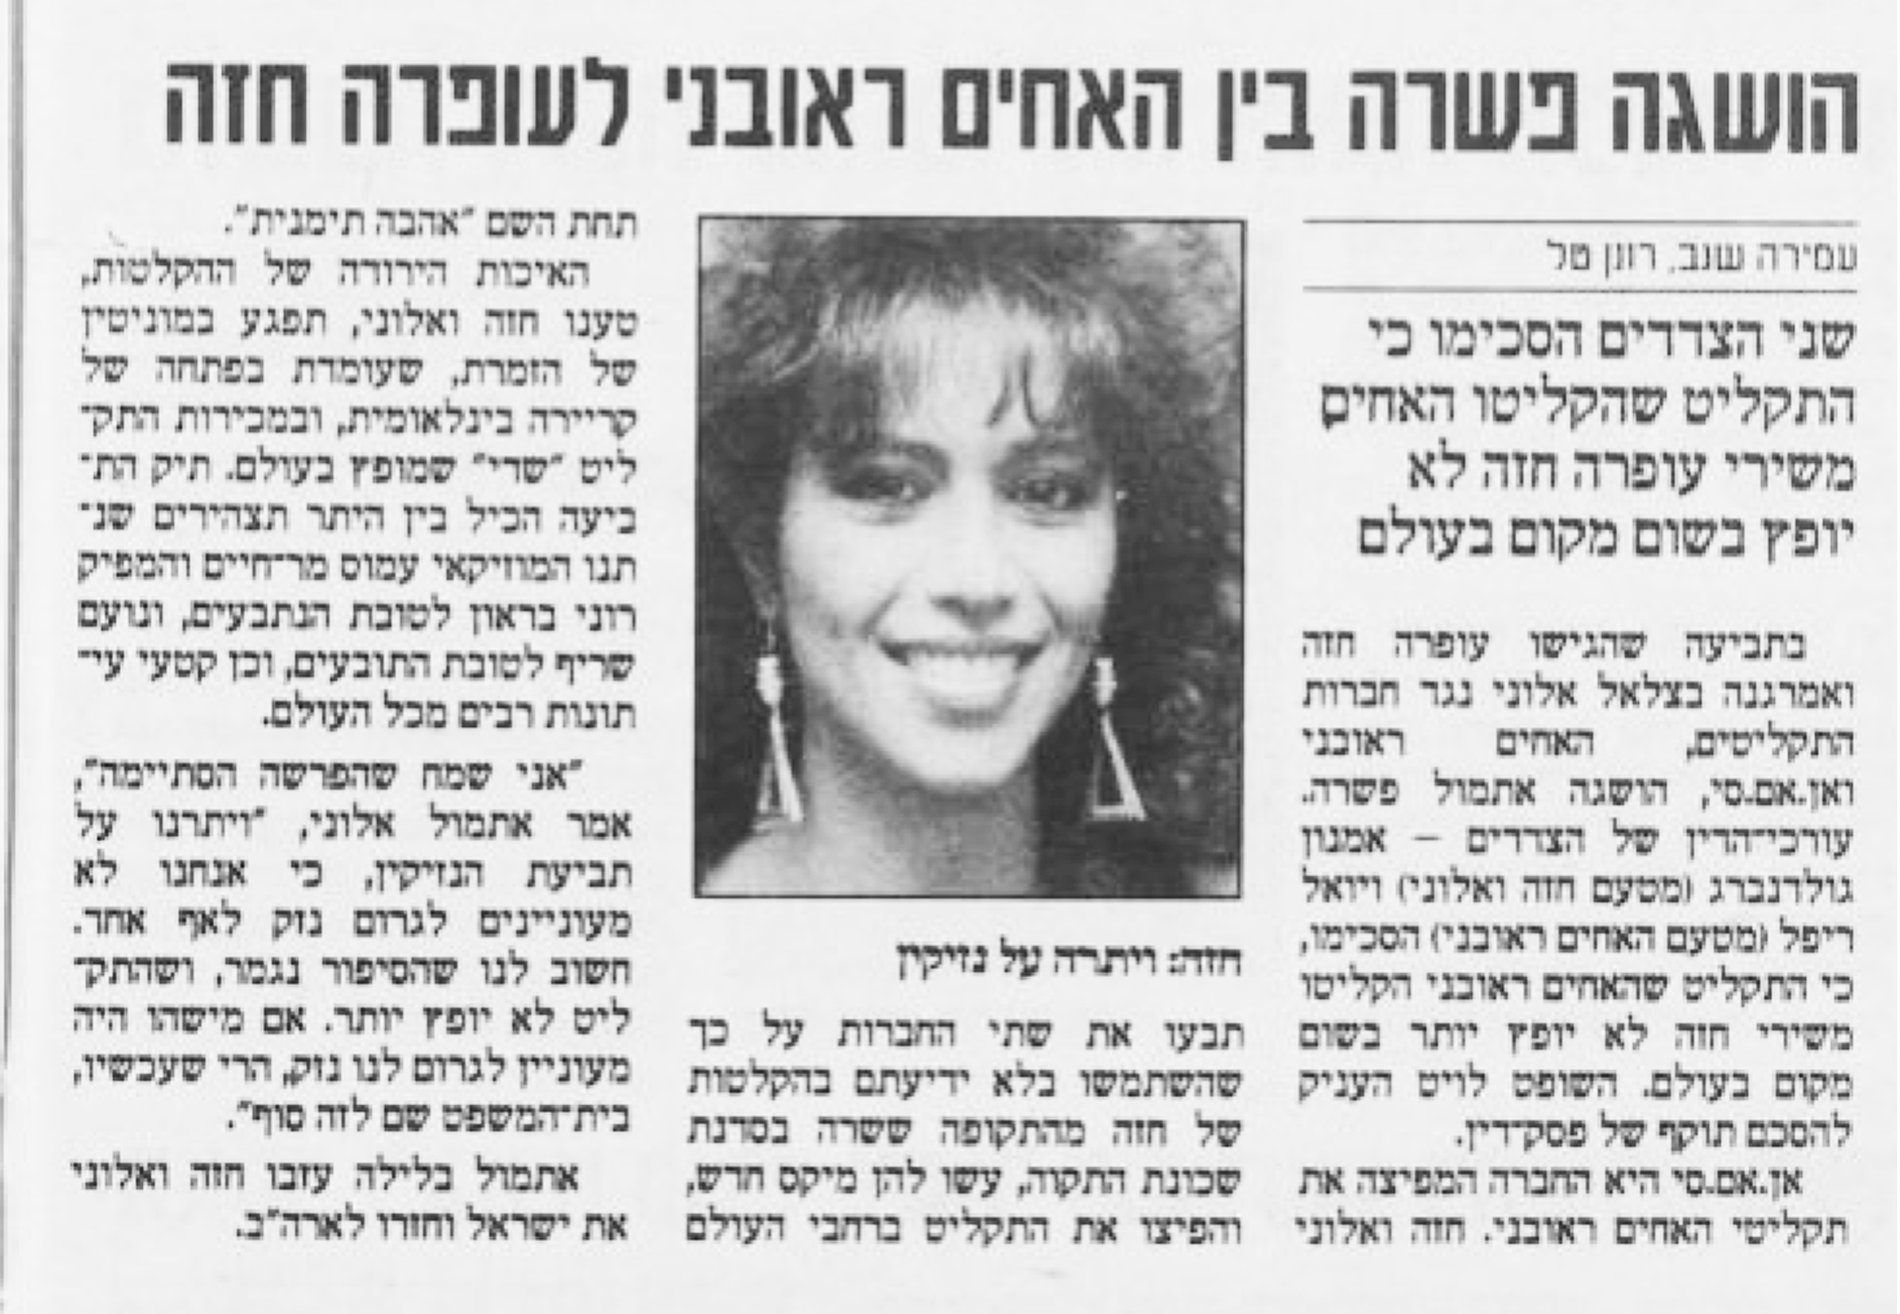 הושגה פשרה בין האחים ראובני לעופרה חזה
עמירה שגב, רונן טל
שני הצדדים הסכימו כי
התקליט שהקליטו האחים
משירי עופרה חזה לא
יופץ בשום מקום בעולם
בתביעה שהגישו עופרה חזה
ואמרגנה בצלאל אלוני נגד חברות
התקליטים, האחים ראובני
ואן.אם.סי, הושגה אתמול פשרה.
עורכי־הדין של הצדדים – אמנון
גולדנברג (מטעם חזה ואלוני) ויואל
ריפל (מטעם האחים ראובני) הסכימו,
כי התקליט שהאחים ראובני הקליטו
משירי חזה לא יופץ יותר בשום
מקום בעולם. השופט לויט העניק
להסכם תוקף של פסק־דין.
אן.אם.סי היא החברה המפיצה את
תקליטי האחים ראובני. חזה ואלוני
חזה: ויתרה על נזיקין
תבעו את שתי החברות על כך
שהשתמשו בלא ידיעתם בהקלטות
של חזה מהתקופה ששרה בסדנת
שכונת התקוה, עשו להן מיקס חדש,
והפיצו את התקליט ברחבי העולם
תחת השם "אהבה תימנית".
האיכות הירודה של ההקלטות,
טענו חזה ואלוני, תפגע במוניטין
של הזמרת, שעומדת בפתחה של
קריירה בינלאומית, ובמכירות התק־
ליט "שדי" שמופץ בעולם. תיק הת־
ביעה הכיל בין היתר תצהירים שנ־
תנו המוזיקאי עמוס מר־חיים והמפיק
רוני בראון לטובת הנתבעים, ונועם
שריף לטובת התובעים, וכן קטעי עי־
תונות רבים מכל העולם.
"אני שמח שהפרשה הסתיימה",
אמר אתמול אלוני, "ויתרנו על
תביעת הנזיקין, כי אנחנו לא
מעוניינים לגרום נזק לאף אחד.
חשוב לנו שהסיפור נגמר, ושהתק־
ליט לא יופץ יותר. אם מישהו היה
מעוניין לגרום לנו נזק, הרי שעכשיו,
בית־המשפט שם לזה סוף".
אתמול בלילה עזבו חזה ואלוני
את ישראל וחזרו לארה"ב.